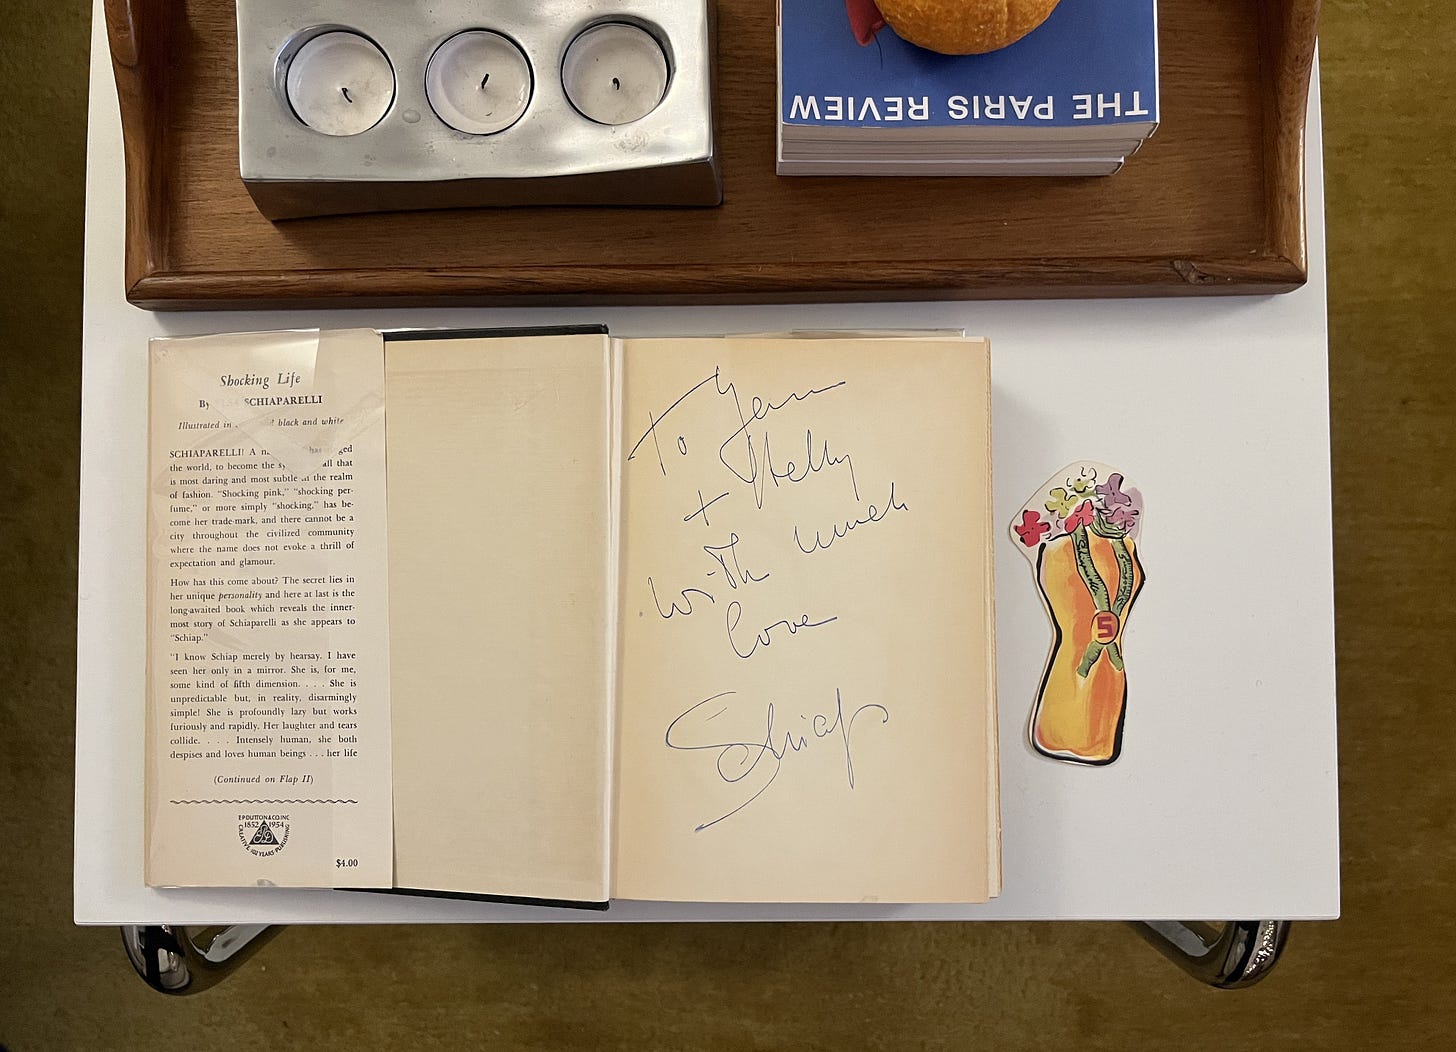 THE PARIS REVIEW
Shocking Life
By ELSA SCHIAPARELLI
Illustrated in black and white
SCHIAPARELLI! A ged
the world, to become the all that
is most daring and most subtle in the realm
of fashion. "Shocking pink," "shocking per-
fume," or more simply "shocking," has be-
come her trade-mark, and there cannot be a
city throughout the civilized community
where the name does not evoke a thrill of
expectation and glamour.
How has this come about? The secret lies in
her unique personality and here at last is the
long-awaited book which reveals the inner-
most story of Schiaparelli as she appears to
"Schiap."
"I know Schiap merely by hearsay. I have
seen her only in a mirror. She is, for me,
some kind of fifth dimension. . . . She is
unpredictable but, in reality, disarmingly
simple! She is profoundly lazy but works
furiously and rapidly. Her laughter and tears
collide. . . . Intensely human, she both
despises and loves human beings . . . her life
(Continued on Flap II)
E·P·DUTTON & CO. INC.
1852 1954
CREATIVE 102 YEARS PUBLISHING
$4.00
To
+
with much
love
Schiap
S